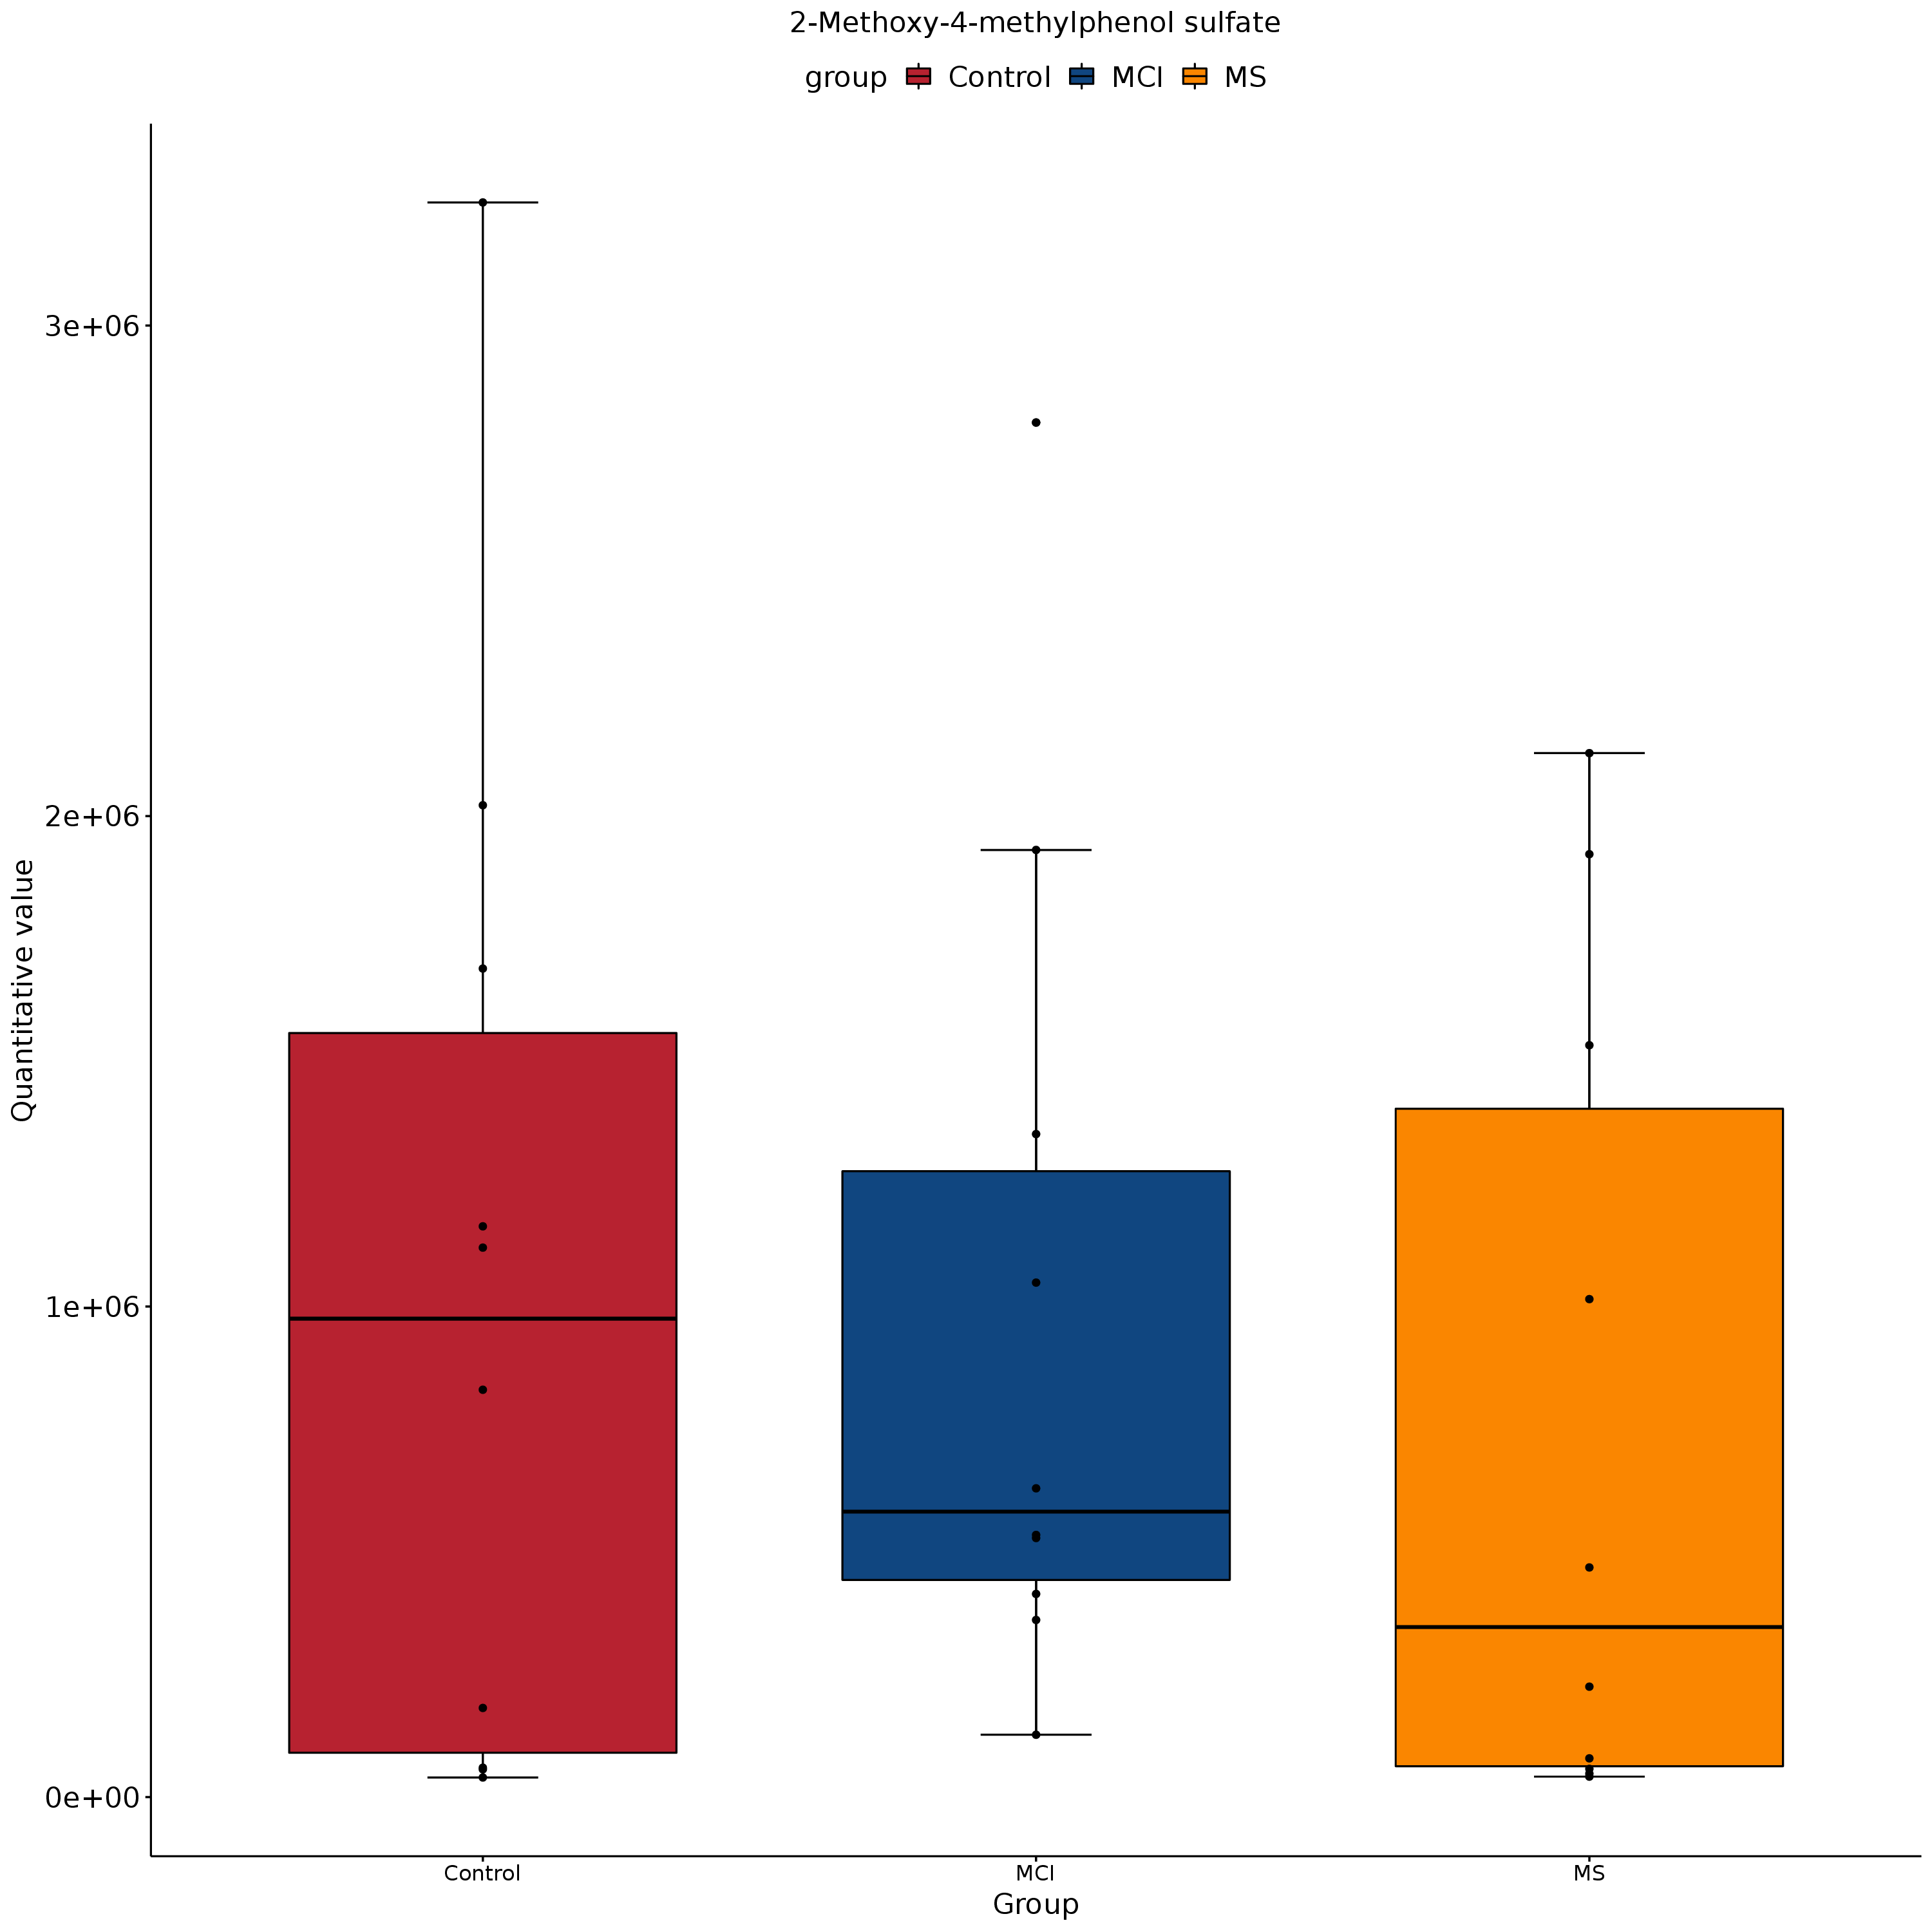 2-Methoxy-4-methylphenol sulfate
group Control MCI MS
Quantitative value
3e+06
2e+06
1e+06
0e+00
Control MCI MS
Group